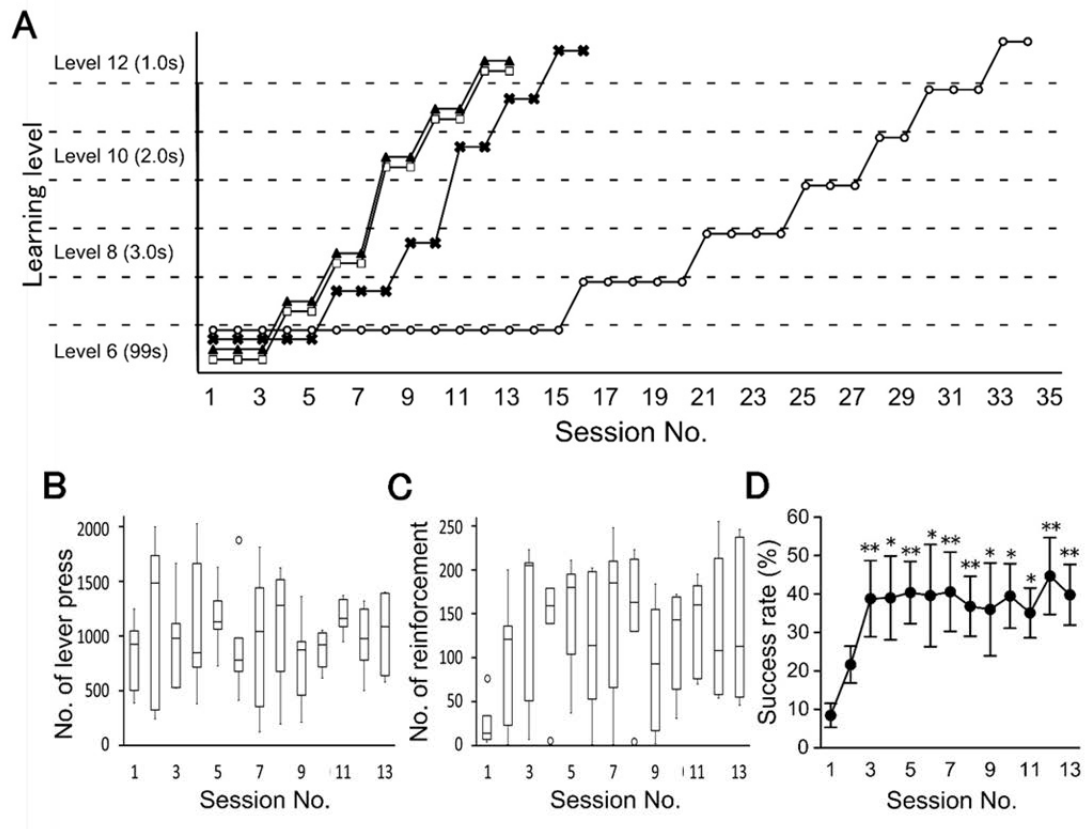 A
Learning level
Level 12 (1.0s)
Level 10 (2.0s)
Level 8 (3.0s)
Level 6 (99s)
1 3 5 7 9 11 13 15 17 19 21 23 25 27 29 31 33 35
Session No.
B
No. of lever press
2000
1500
1000
500
0
1 3 5 7 9 11 13
Session No.
C
No. of reinforcement
250
200
150
100
50
0
1 3 5 7 9 11 13
Session No.
D
Success rate (%)
60
50
40
30
20
10
0
** * ** * ** ** * * * ** **
1 3 5 7 9 11 13
Session No.